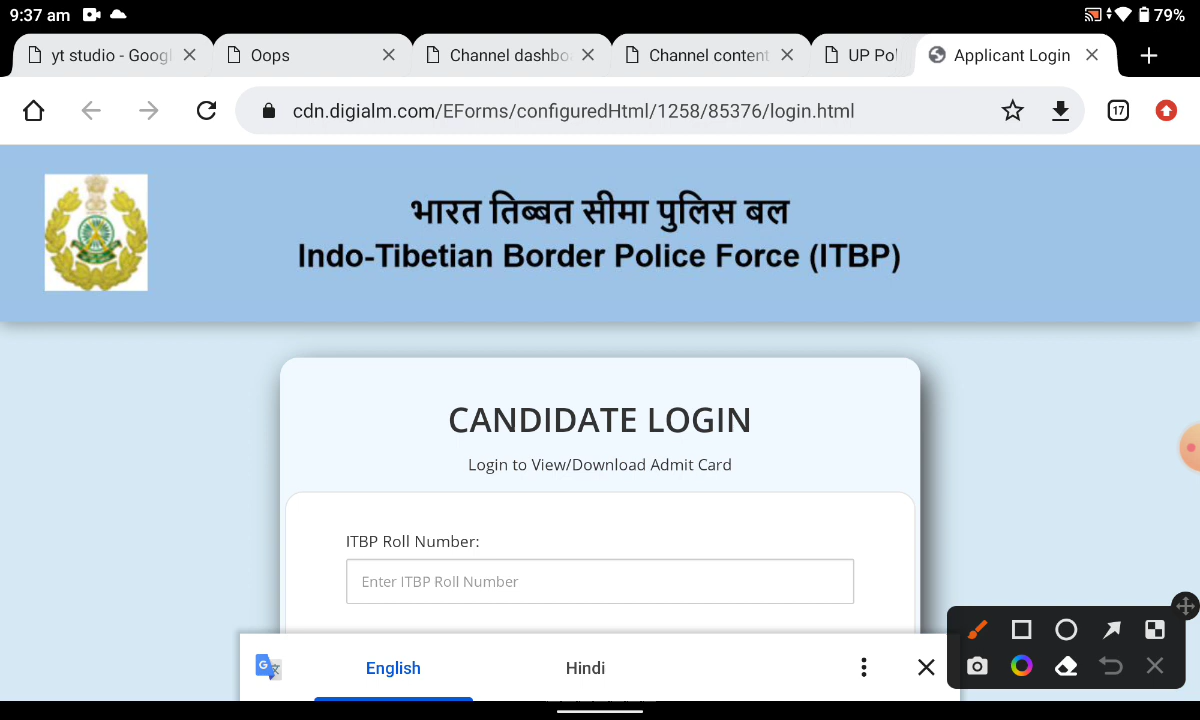 9:37 am
79%
yt studio - Googl
Oops
Channel dashbo
Channel content
UP Pol
Applicant Login
cdn.digialm.com/EForms/configuredHtml/1258/85376/login.html
17
भारत तिब्बत सीमा पुलिस बल
Indo-Tibetian Border Police Force (ITBP)
CANDIDATE LOGIN
Login to View/Download Admit Card
ITBP Roll Number:
Enter ITBP Roll Number
English
Hindi